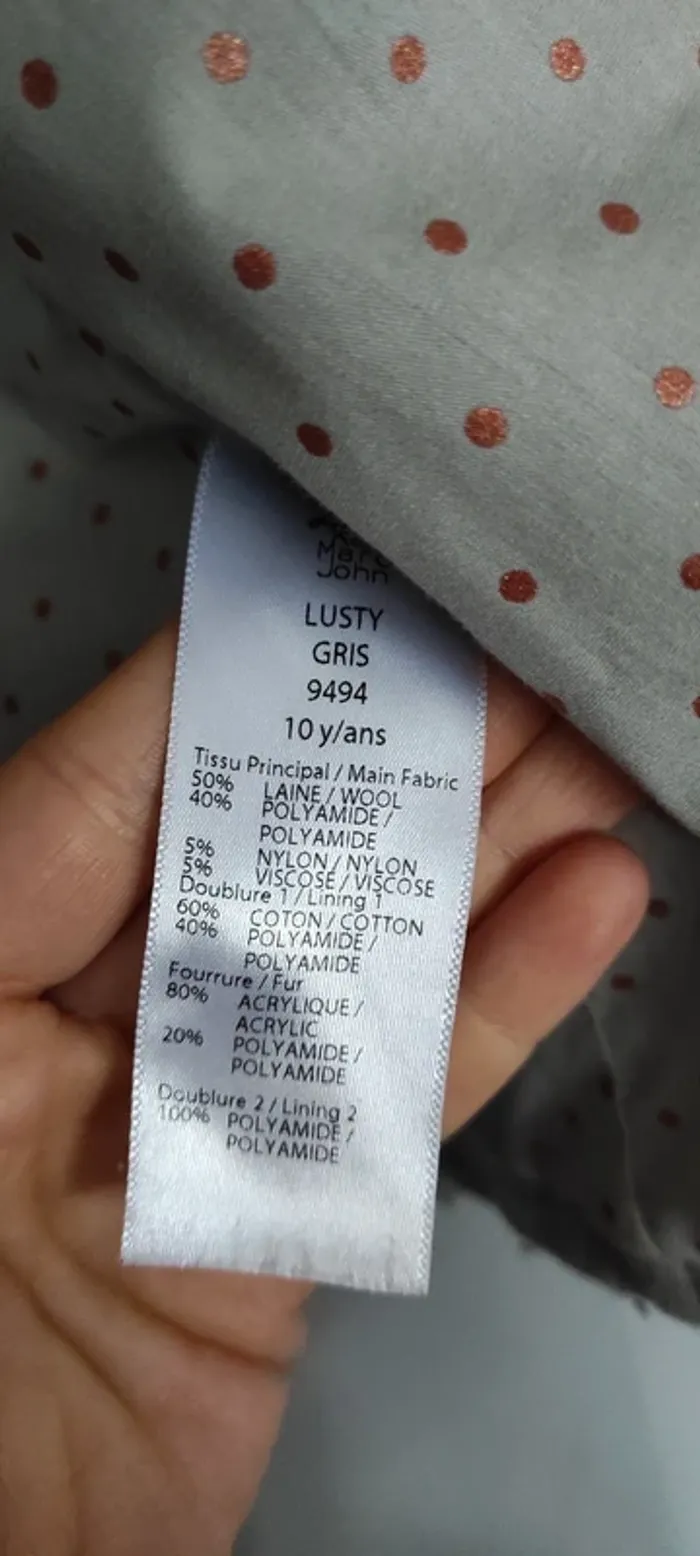 Marc
John
LUSTY
GRIS
9494
10 y/ans
Tissu Principal / Main Fabric
50% LAINE / WOOL
40% POLYAMIDE /
POLYAMIDE
5% NYLON / NYLON
5% VISCOSE / VISCOSE
Doublure 1 / Lining 1
60% COTON / COTTON
40% POLYAMIDE /
POLYAMIDE
Fourrure / Fur
80% ACRYLIQUE /
ACRYLIC
20% POLYAMIDE /
POLYAMIDE
Doublure 2 / Lining 2
100% POLYAMIDE /
POLYAMIDE